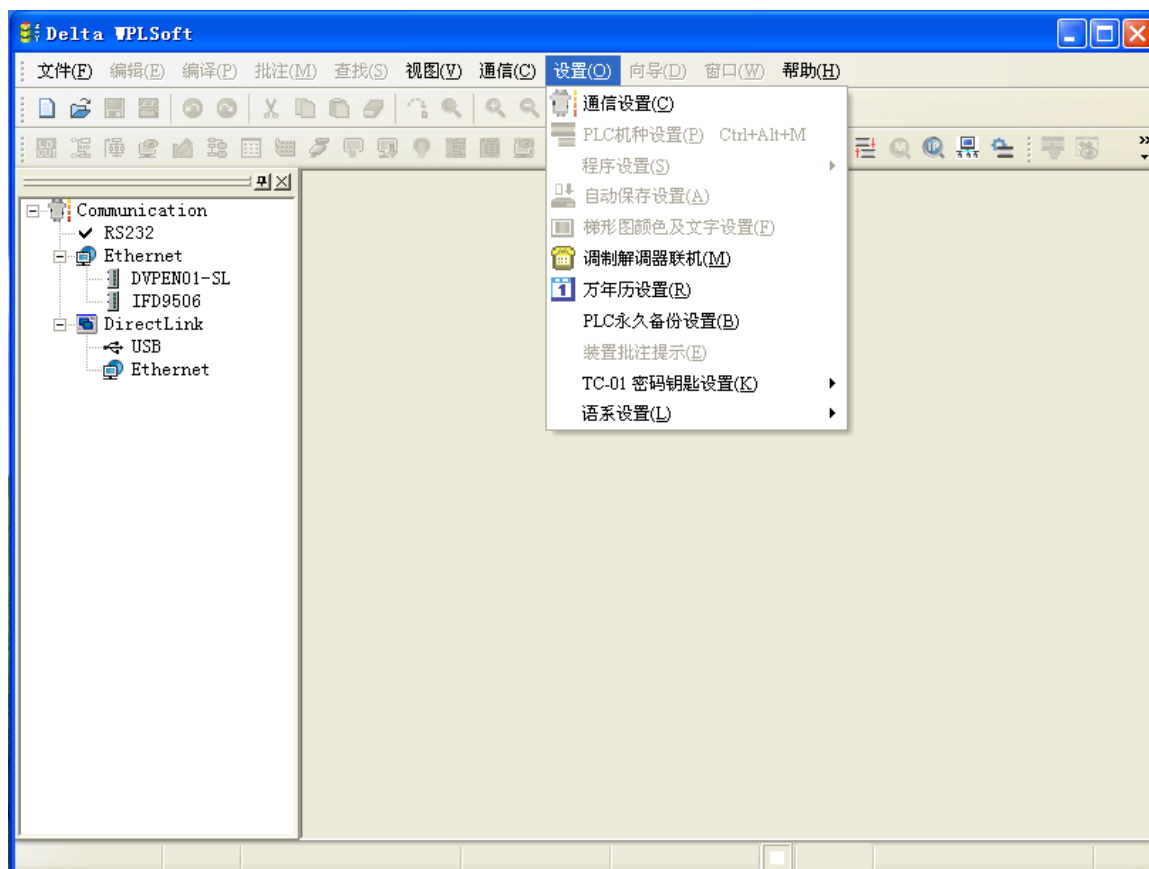 Delta WPLSoft
文件(F) 编辑(E) 编译(P) 批注(M) 查找(S) 视图(V) 通信(C) 设置(O) 向导(D) 窗口(W) 帮助(H)
通信设置(C)
PLC机种设置(P) Ctrl+Alt+M
程序设置(S)
自动保存设置(A)
梯形图颜色及文字设置(F)
调制解调器联机(M)
万年历设置(R)
PLC永久备份设置(B)
装置批注提示(E)
TC-01 密码钥匙设置(K)
语系设置(L)
Communication
RS232
Ethernet
DVPEN01-SL
IFD9506
DirectLink
USB
Ethernet